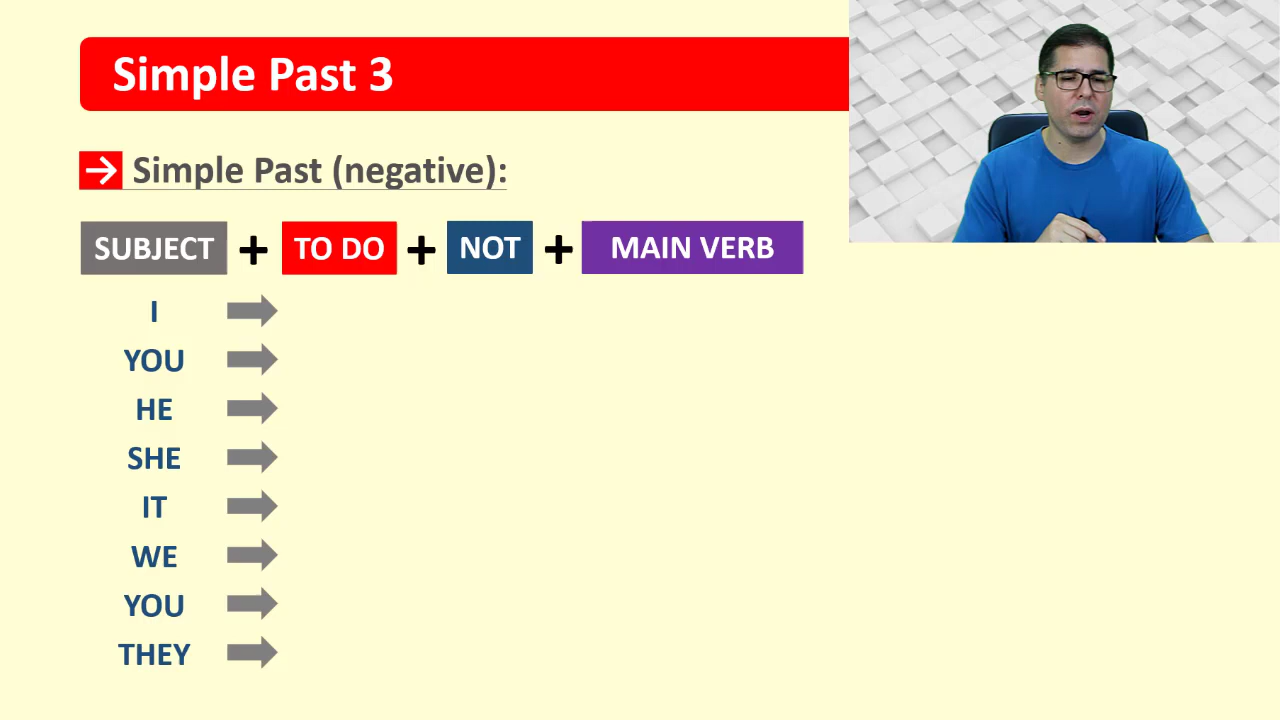 Simple Past 3
Simple Past (negative):
SUBJECT + TO DO + NOT + MAIN VERB
I
YOU
HE
SHE
IT
WE
YOU
THEY